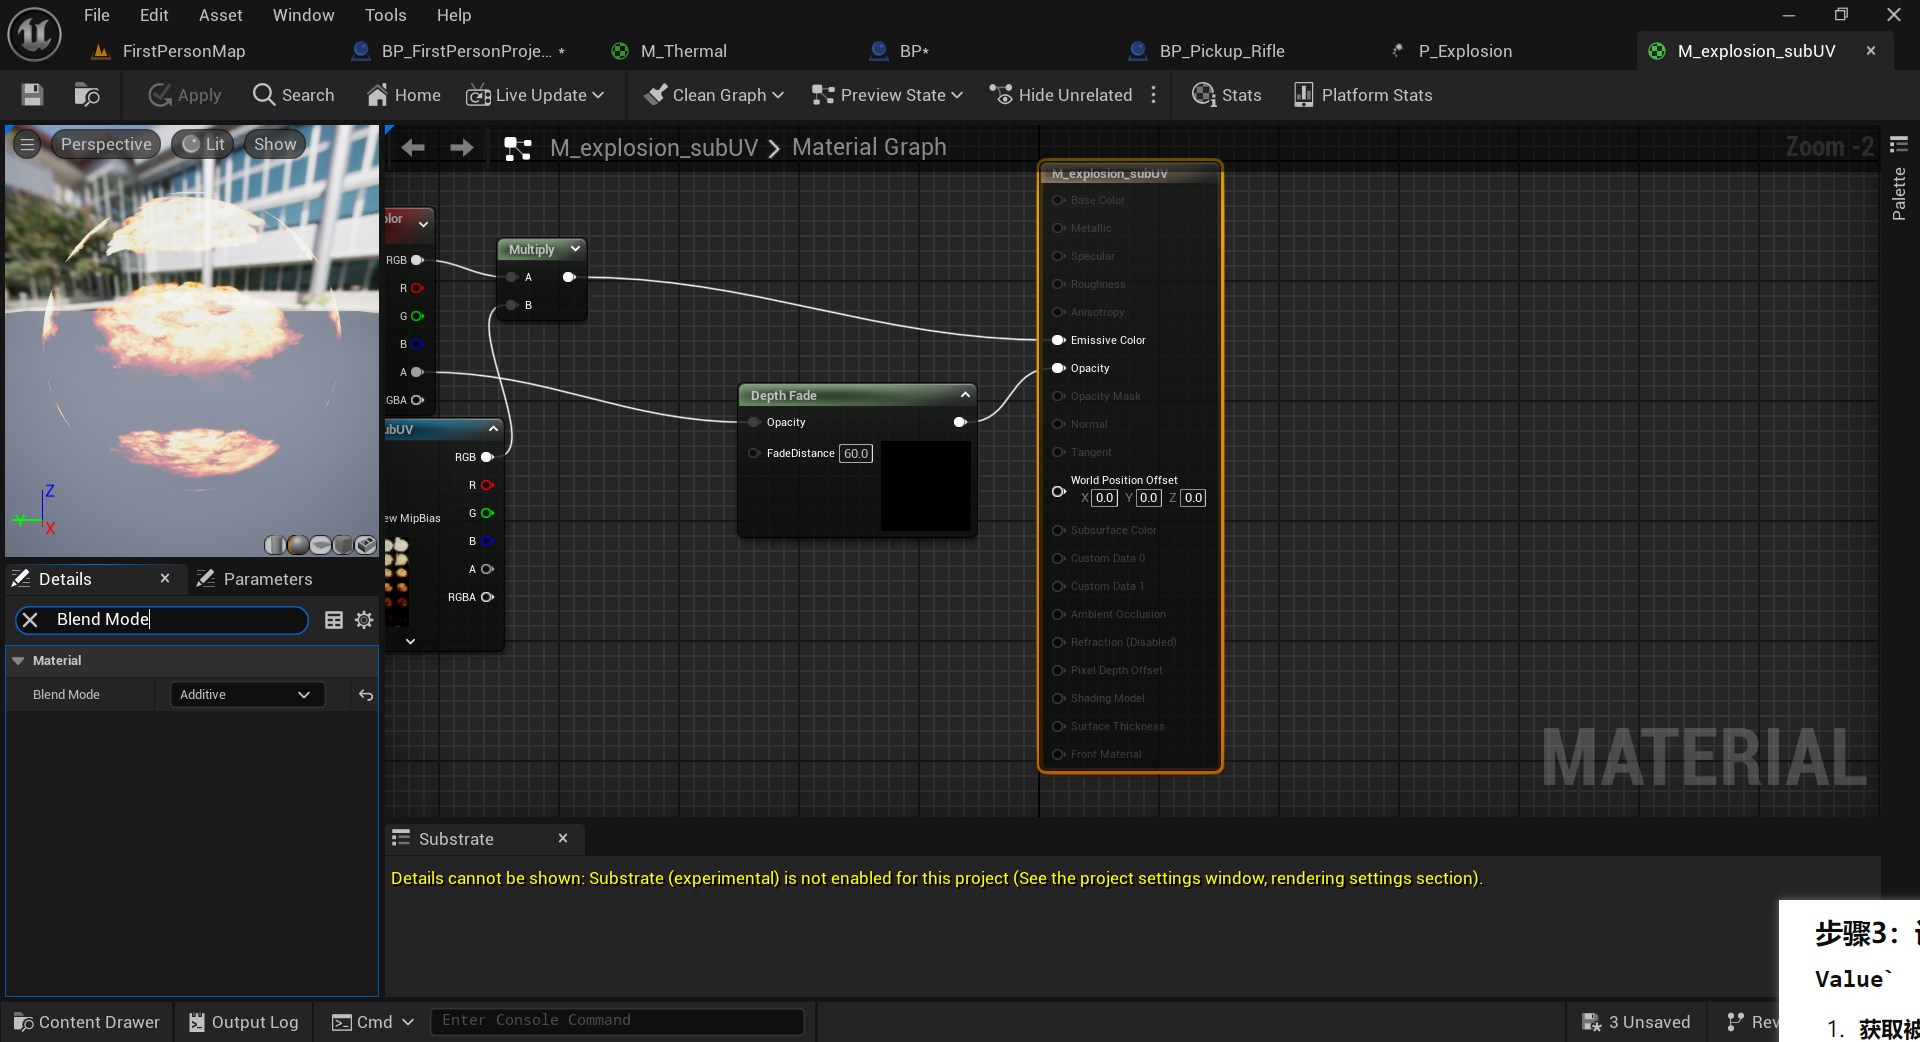 File Edit Asset Window Tools Help
FirstPersonMap BP_FirstPersonProje... * M_Thermal BP* BP_Pickup_Rifle P_Explosion M_explosion_subUV
Apply Search Home Live Update Clean Graph Preview State Hide Unrelated Stats Platform Stats
Perspective Lit Show
M_explosion_subUV > Material Graph
Zoom -2
Palette
Z
Y
X
lor
RGB
R
G
B
A
GBA
Multiply
A
B
ubUV
RGB
R
G
B
A
RGBA
ew MipBias
Depth Fade
Opacity
FadeDistance 60.0
M_explosion_subUV
Base Color
Metallic
Specular
Roughness
Anisotropy
Emissive Color
Opacity
Opacity Mask
Normal
Tangent
World Position Offset
X 0.0 Y 0.0 Z 0.0
Subsurface Color
Custom Data 0
Custom Data 1
Ambient Occlusion
Refraction (Disabled)
Pixel Depth Offset
Shading Model
Surface Thickness
Front Material
MATERIAL
Details Parameters
Blend Mode
Material
Blend Mode Additive
Substrate
Details cannot be shown: Substrate (experimental) is not enabled for this project (See the project settings window, rendering settings section).
步骤3：
Value`
1. 获取被
Content Drawer Output Log Cmd Enter Console Command 3 Unsaved Rev